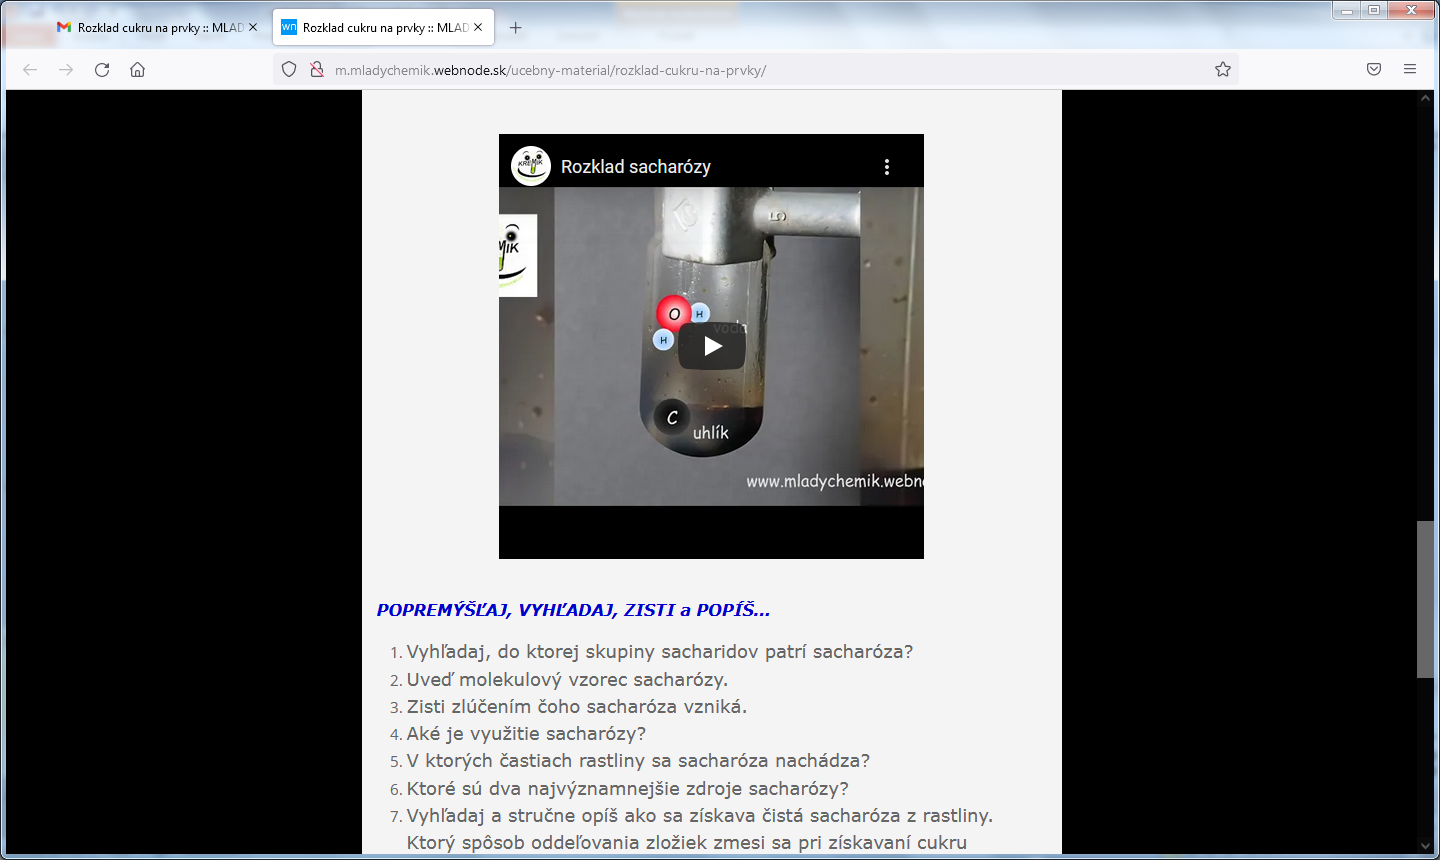 Rozklad cukru na prvky :: MLAD
Rozklad cukru na prvky :: MLAD
m.mladychemik.webnode.sk/ucebny-material/rozklad-cukru-na-prvky/
KREMIK
Rozklad sacharózy
5
MIK
O H
voda
H
C
uhlík
www.mladychemik.webno
POPREMÝŠĽAJ, VYHĽADAJ, ZISTI a POPÍŠ...
1. Vyhľadaj, do ktorej skupiny sacharidov patrí sacharóza?
2. Uveď molekulový vzorec sacharózy.
3. Zisti zlúčením čoho sacharóza vzniká.
4. Aké je využitie sacharózy?
5. V ktorých častiach rastliny sa sacharóza nachádza?
6. Ktoré sú dva najvýznamnejšie zdroje sacharózy?
7. Vyhľadaj a stručne opíš ako sa získava čistá sacharóza z rastliny.
Ktorý spôsob oddeľovania zložiek zmesi sa pri získavaní cukru